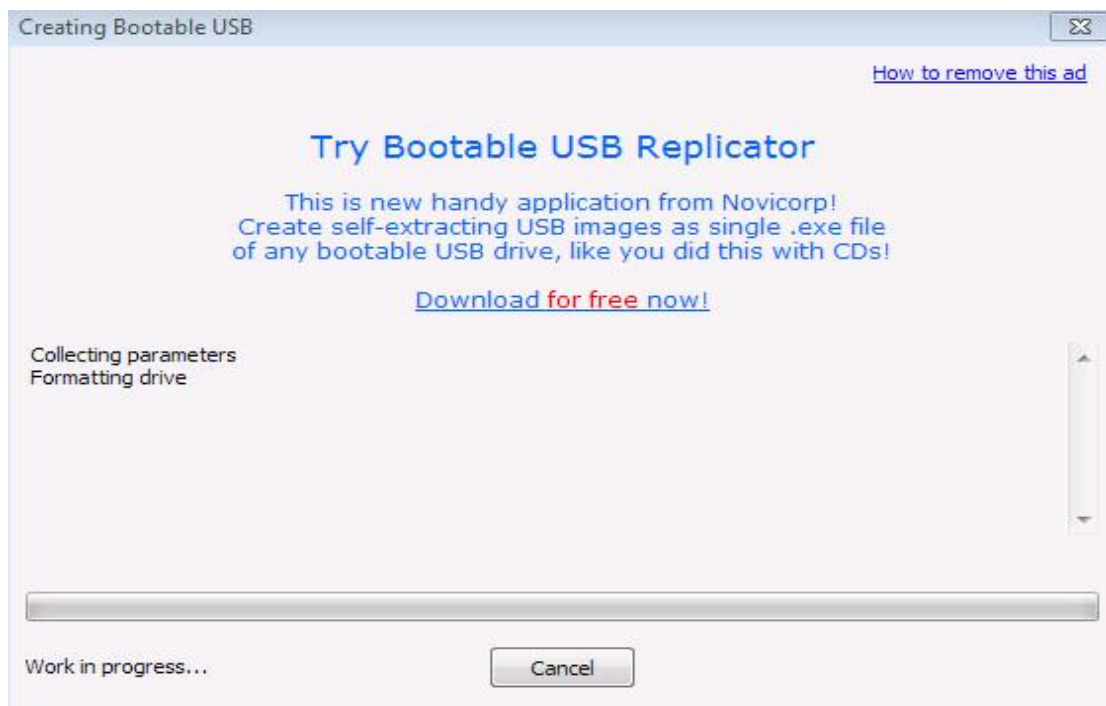 Creating Bootable USB
How to remove this ad
Try Bootable USB Replicator
This is new handy application from Novicorp!
Create self-extracting USB images as single .exe file
of any bootable USB drive, like you did this with CDs!
Download for free now!
Collecting parameters
Formatting drive
Work in progress...
Cancel